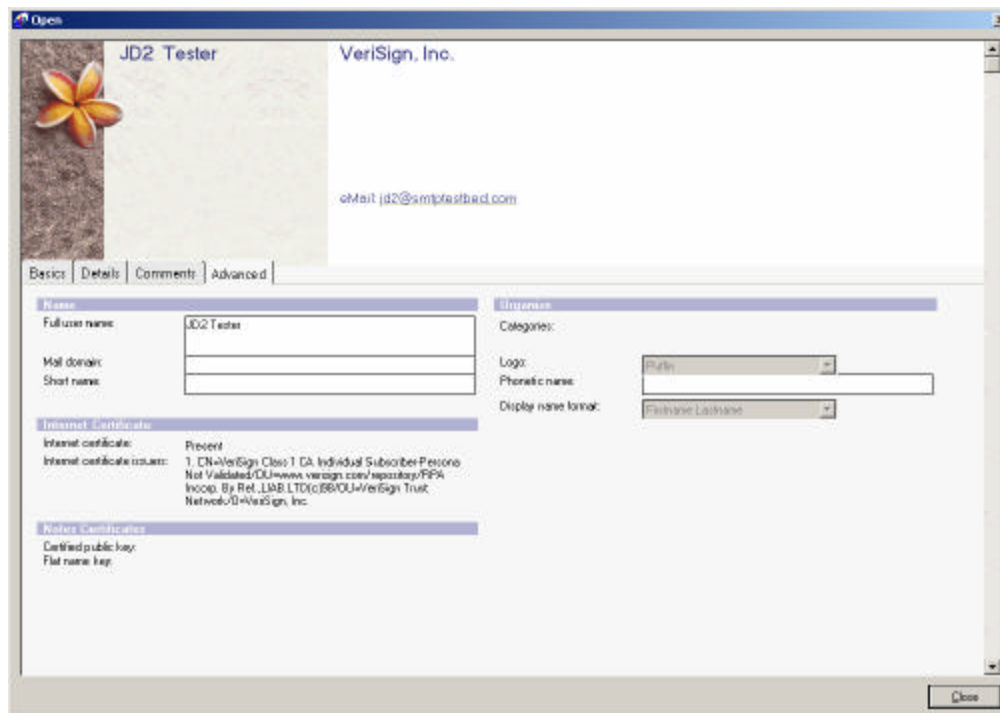 Open
JD2 Tester
VeriSign, Inc.
eMail: jd2@smtptestbed.com
Basics
Details
Comments
Advanced
Name
Full user name:
JD2 Tester
Mail domain:
Short name:
Internet Certificate
Internet certificate:
Present
Internet certificate issuers:
1. CN=VeriSign Class 1 CA Individual Subscriber-Persona
Not Validated/OU=www.verisign.com/repository/RPA
Incorp. By Ref.,LIAB.LTD(c)98/OU=VeriSign Trust
Network/O=VeriSign, Inc.
Notes Certificates
Certified public key:
Flat name key:
Organize
Categories:
Logo:
Puffin
Phonetic name:
Display name format:
Firstname Lastname
Close